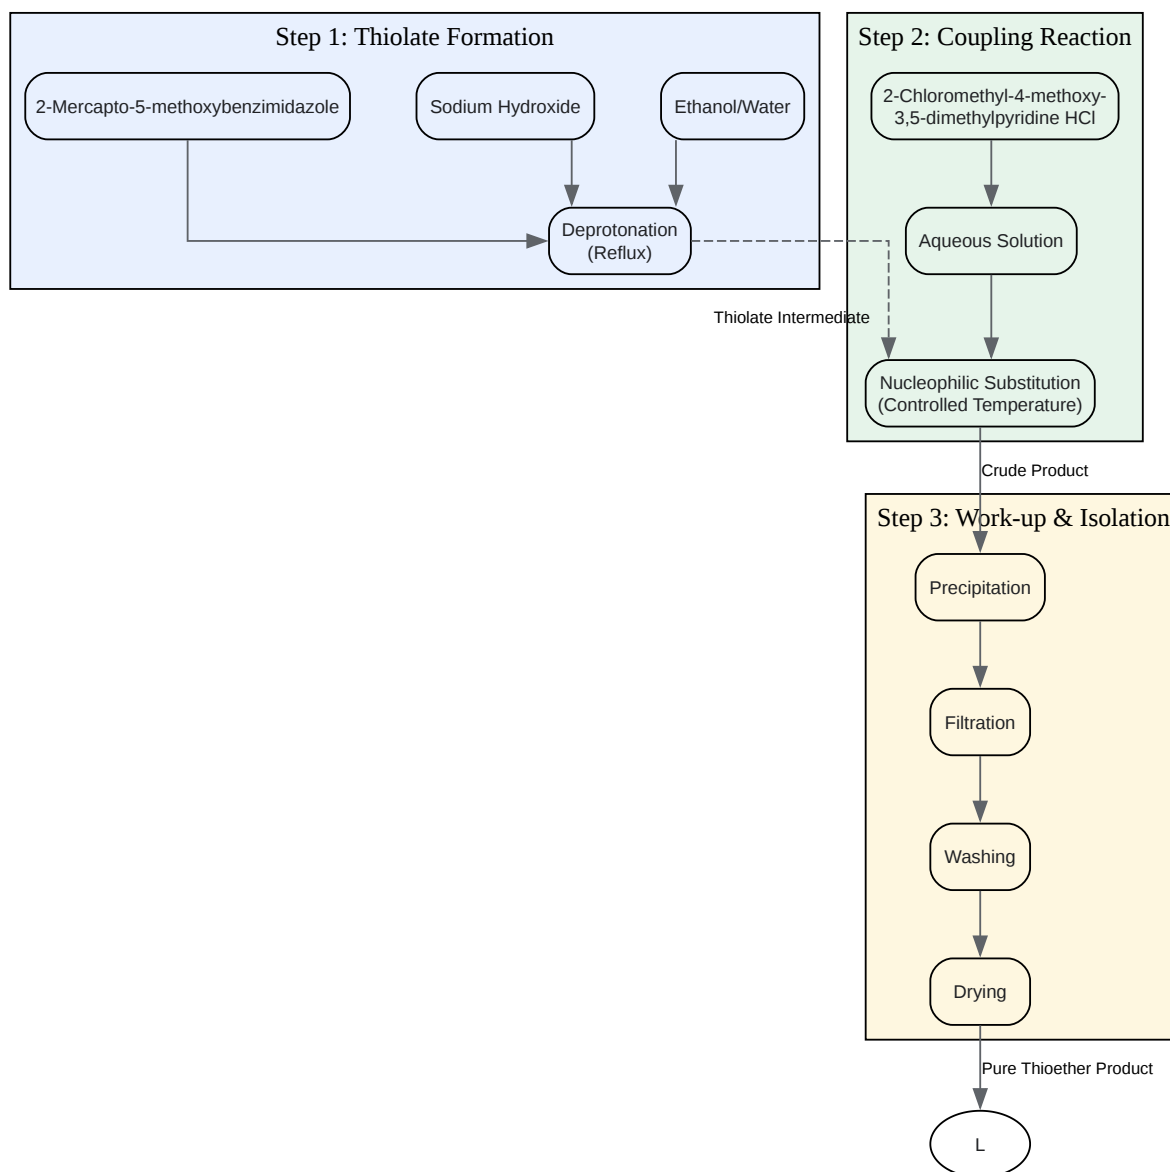 Step 1: Thiolate Formation
2-Mercapto-5-methoxybenzimidazole
Sodium Hydroxide
Ethanol/Water
Deprotonation
(Reflux)
Step 2: Coupling Reaction
2-Chloromethyl-4-methoxy-
3,5-dimethylpyridine HCl
Aqueous Solution
Thiolate Intermediate
Nucleophilic Substitution
(Controlled Temperature)
Crude Product
Step 3: Work-up & Isolation
Precipitation
Filtration
Washing
Drying
Pure Thioether Product
L